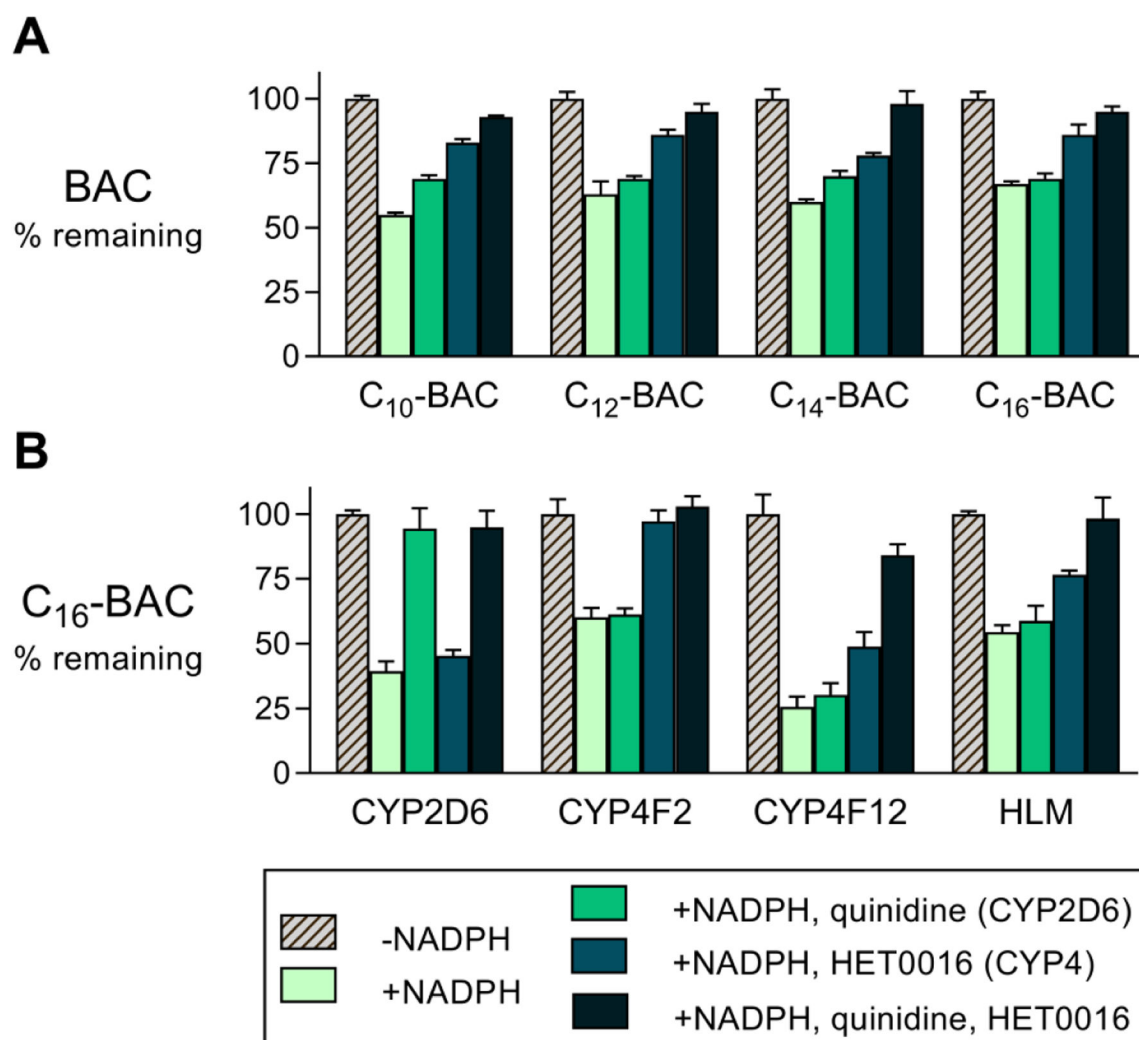 A
BAC
% remaining
100
75
50
25
0
C₁₀-BAC C₁₂-BAC C₁₄-BAC C₁₆-BAC
B
C₁₆-BAC
% remaining
100
75
50
25
0
CYP2D6 CYP4F2 CYP4F12 HLM
-NADPH
+NADPH
+NADPH, quinidine (CYP2D6)
+NADPH, HET0016 (CYP4)
+NADPH, quinidine, HET0016